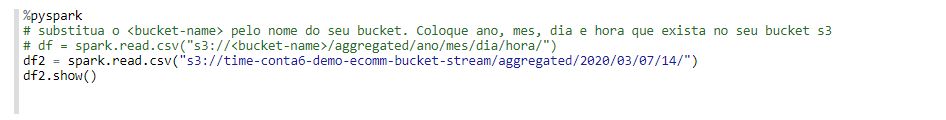 %pyspark
# substitua o <bucket-name> pelo nome do seu bucket. Coloque ano, mes, dia e hora que exista no seu bucket s3
# df = spark.read.csv("s3://<bucket-name>/aggregated/ano/mes/dia/hora/")
df2 = spark.read.csv("s3://time-conta6-demo-ecomm-bucket-stream/aggregated/2020/03/07/14/")
df2.show()